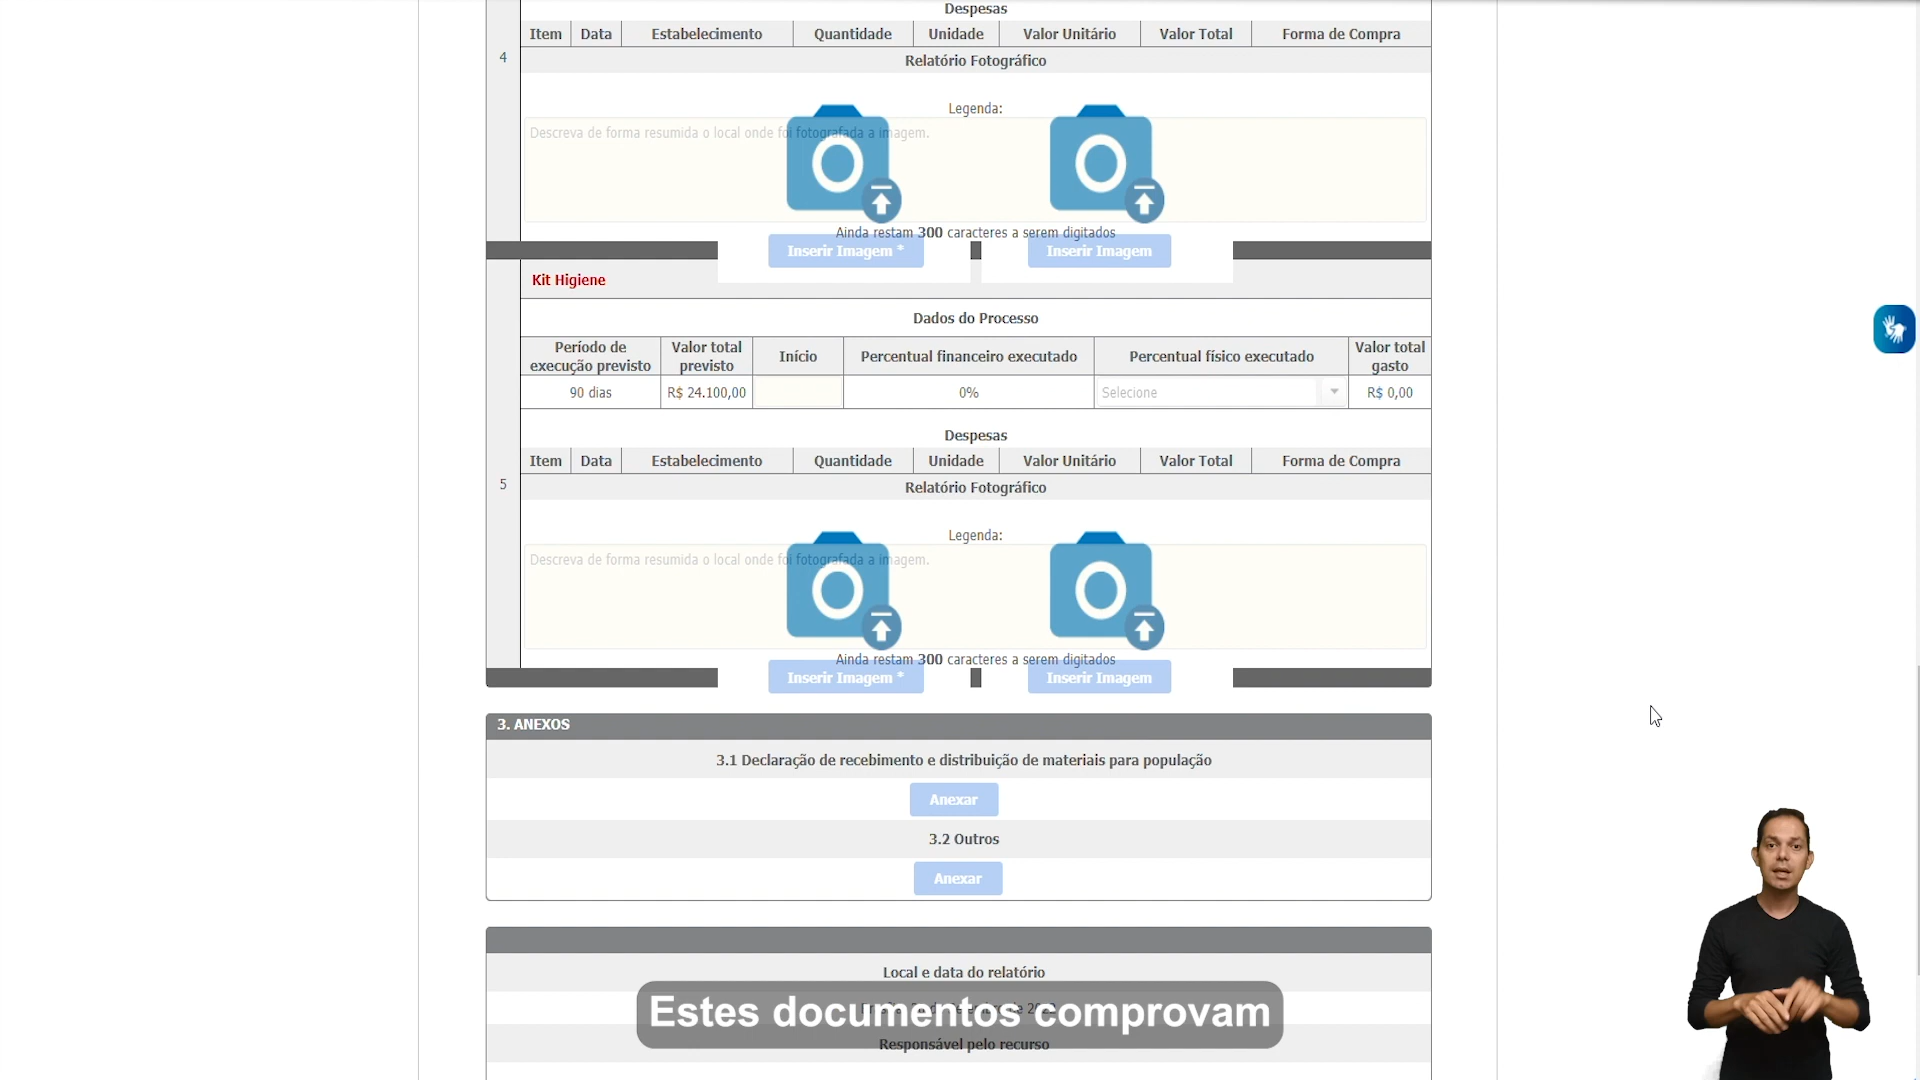 Despesas
Item Data Estabelecimento Quantidade Unidade Valor Unitário Valor Total Forma de Compra
4
Relatório Fotográfico
Legenda:
Descreva de forma resumida o local onde foi fotografada a imagem.
Ainda restam 300 caracteres a serem digitados
Inserir Imagem * Inserir Imagem
Kit Higiene
Dados do Processo
Período de execução previsto Valor total previsto Início Percentual financeiro executado Percentual físico executado Valor total gasto
90 dias R$ 24.100,00 0% Selecione R$ 0,00
Despesas
Item Data Estabelecimento Quantidade Unidade Valor Unitário Valor Total Forma de Compra
5
Relatório Fotográfico
Legenda:
Descreva de forma resumida o local onde foi fotografada a imagem.
Ainda restam 300 caracteres a serem digitados
Inserir Imagem * Inserir Imagem
3. ANEXOS
3.1 Declaração de recebimento e distribuição de materiais para população
Anexar
3.2 Outros
Anexar
Local e data do relatório
Estes documentos comprovam
Responsável pelo recurso